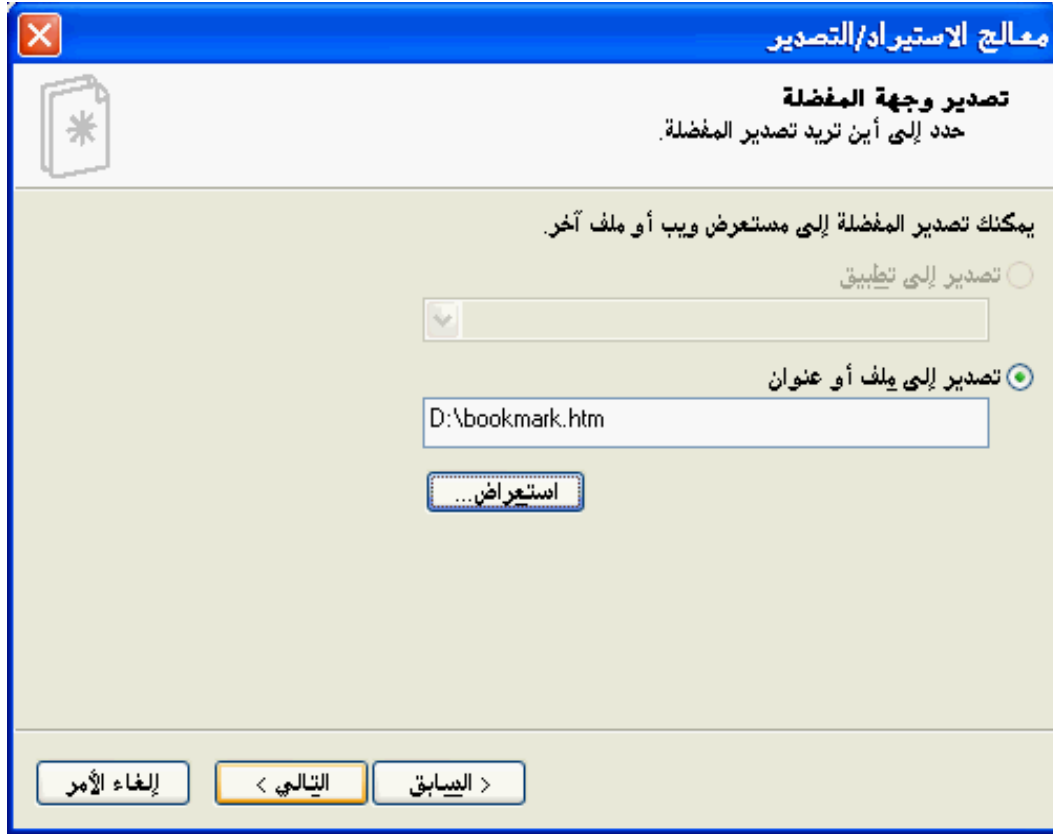 معالج الاستيراد/التصدير
تصدير وجهة المفضلة
حدد إلى أين تريد تصدير المفضلة.
يمكنك تصدير المفضلة إلى مستعرض ويب أو ملف آخر.
تصدير إلى تطبيق
تصدير إلى ملف أو عنوان
D:\bookmark.htm
استعراض...
< السابق التالي > إلغاء الأمر